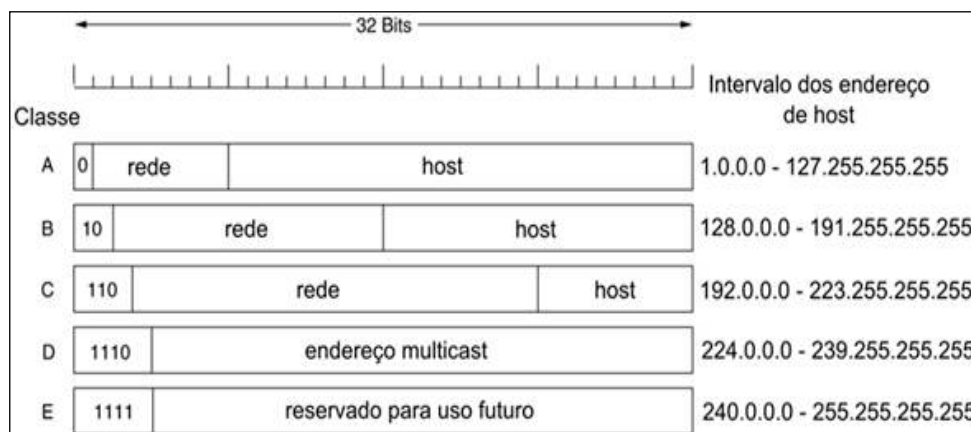 32 Bits
Intervalo dos endereço
de host
Classe
A 0 rede host 1.0.0.0 - 127.255.255.255
B 10 rede host 128.0.0.0 - 191.255.255.255
C 110 rede host 192.0.0.0 - 223.255.255.255
D 1110 endereço multicast 224.0.0.0 - 239.255.255.255
E 1111 reservado para uso futuro 240.0.0.0 - 255.255.255.255